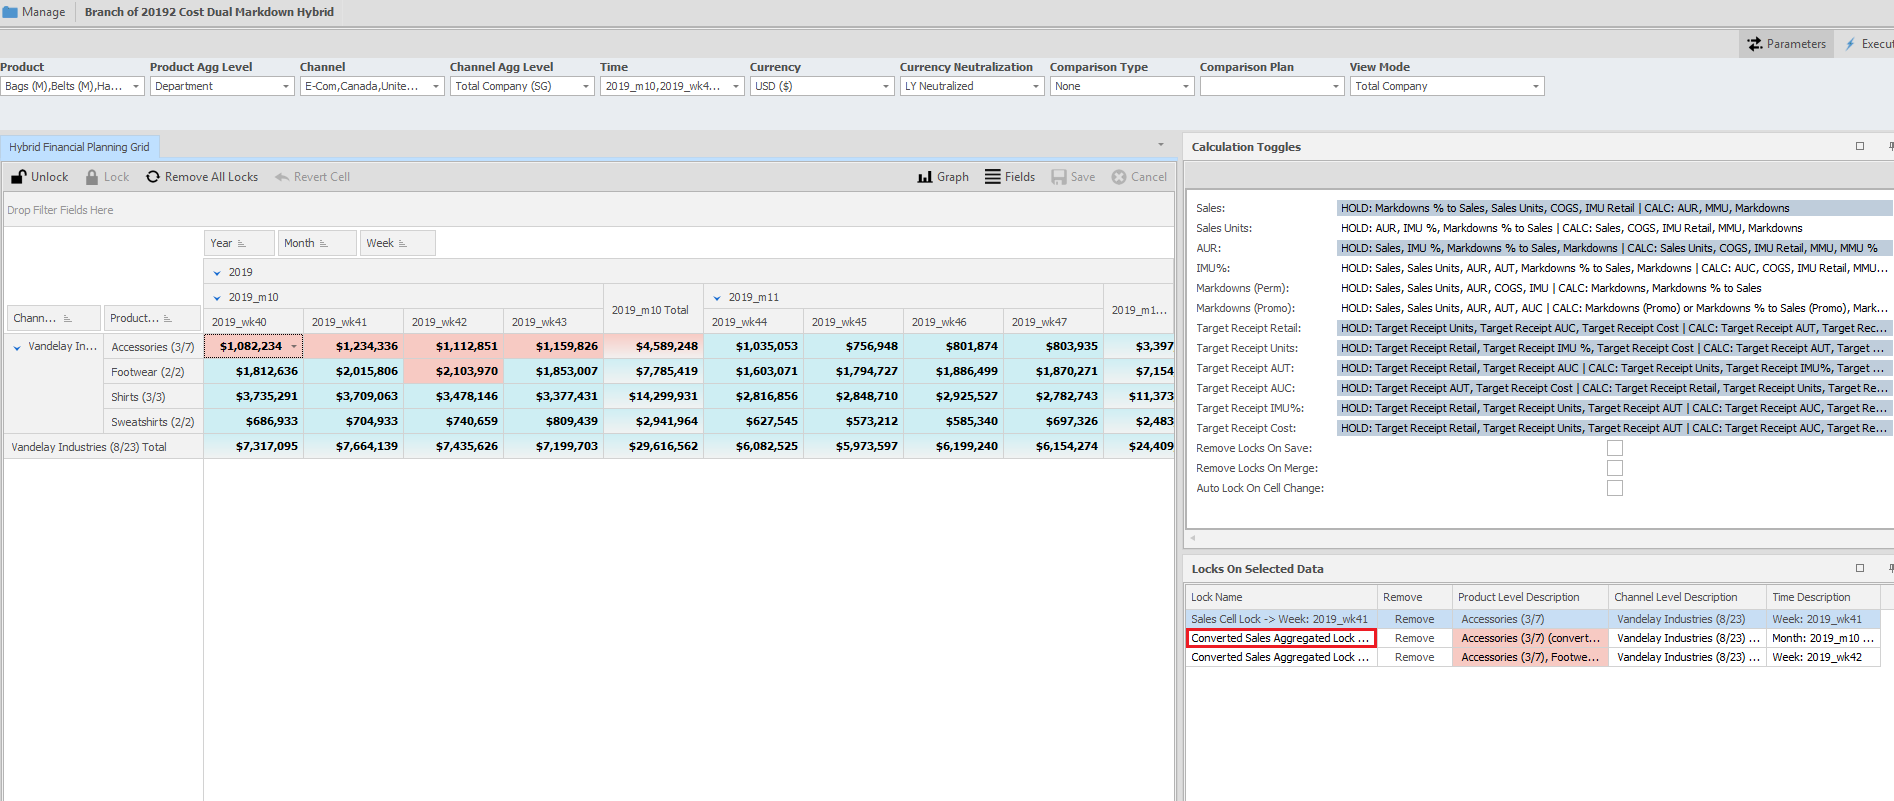 Manage Branch of 20192 Cost Dual Markdown Hybrid
Parameters Execut
Product Product Agg Level Channel Channel Agg Level Time Currency Currency Neutralization Comparison Type Comparison Plan View Mode
Bags (M),Belts (M),Ha... Department E-Com,Canada,Unite... Total Company (SG) 2019_m10,2019_wk4... USD ($) LY Neutralized None Total Company
Hybrid Financial Planning Grid
Unlock Lock Remove All Locks Revert Cell Graph Fields Save Cancel
Drop Filter Fields Here
Year Month Week
2019
2019_m10 2019_m10 Total 2019_m11 2019_m1...
Chann... Product... 2019_wk40 2019_wk41 2019_wk42 2019_wk43 2019_wk44 2019_wk45 2019_wk46 2019_wk47
Vandelay In... Accessories (3/7) $1,082,234 $1,234,336 $1,112,851 $1,159,826 $4,589,248 $1,035,053 $756,948 $801,874 $803,935 $3,397
Footwear (2/2) $1,812,636 $2,015,806 $2,103,970 $1,853,007 $7,785,419 $1,603,071 $1,794,727 $1,886,499 $1,870,271 $7,154
Shirts (3/3) $3,735,291 $3,709,063 $3,478,146 $3,377,431 $14,299,931 $2,816,856 $2,848,710 $2,925,527 $2,782,743 $11,373
Sweatshirts (2/2) $686,933 $704,933 $740,659 $809,439 $2,941,964 $627,545 $573,212 $585,340 $697,326 $2,483
Vandelay Industries (8/23) Total $7,317,095 $7,664,139 $7,435,626 $7,199,703 $29,616,562 $6,082,525 $5,973,597 $6,199,240 $6,154,274 $24,409
Calculation Toggles
Sales: HOLD: Markdowns % to Sales, Sales Units, COGS, IMU Retail | CALC: AUR, MMU, Markdowns
Sales Units: HOLD: AUR, IMU %, Markdowns % to Sales | CALC: Sales, COGS, IMU Retail, MMU, Markdowns
AUR: HOLD: Sales, IMU %, Markdowns % to Sales, Markdowns | CALC: Sales Units, COGS, IMU Retail, MMU, MMU %
IMU%: HOLD: Sales, Sales Units, AUR, AUT, Markdowns % to Sales, Markdowns | CALC: AUC, COGS, IMU Retail, MMU...
Markdowns (Perm): HOLD: Sales, Sales Units, AUR, COGS, IMU | CALC: Markdowns, Markdowns % to Sales
Markdowns (Promo): HOLD: Sales, Sales Units, AUR, AUT, AUC | CALC: Markdowns (Promo) or Markdowns % to Sales (Promo), Mark...
Target Receipt Retail: HOLD: Target Receipt Units, Target Receipt AUC, Target Receipt Cost | CALC: Target Receipt AUT, Target Rec...
Target Receipt Units: HOLD: Target Receipt Retail, Target Receipt IMU %, Target Receipt Cost | CALC: Target Receipt AUT, Target ...
Target Receipt AUT: HOLD: Target Receipt Retail, Target Receipt AUC | CALC: Target Receipt Units, Target Receipt IMU%, Target ...
Target Receipt AUC: HOLD: Target Receipt AUT, Target Receipt Cost | CALC: Target Receipt Retail, Target Receipt Units, Target Re...
Target Receipt IMU%: HOLD: Target Receipt Retail, Target Receipt Units, Target Receipt AUT | CALC: Target Receipt AUC, Target Re...
Target Receipt Cost: HOLD: Target Receipt Retail, Target Receipt Units, Target Receipt AUT | CALC: Target Receipt AUC, Target Re...
Remove Locks On Save:
Remove Locks On Merge:
Auto Lock On Cell Change:
Locks On Selected Data
Lock Name Remove Product Level Description Channel Level Description Time Description
Sales Cell Lock -> Week: 2019_wk41 Remove Accessories (3/7) Vandelay Industries (8/23) Week: 2019_wk41
Converted Sales Aggregated Lock ... Remove Accessories (3/7) (convert... Vandelay Industries (8/23) ... Month: 2019_m10 ...
Converted Sales Aggregated Lock ... Remove Accessories (3/7), Footwe... Vandelay Industries (8/23) ... Week: 2019_wk42